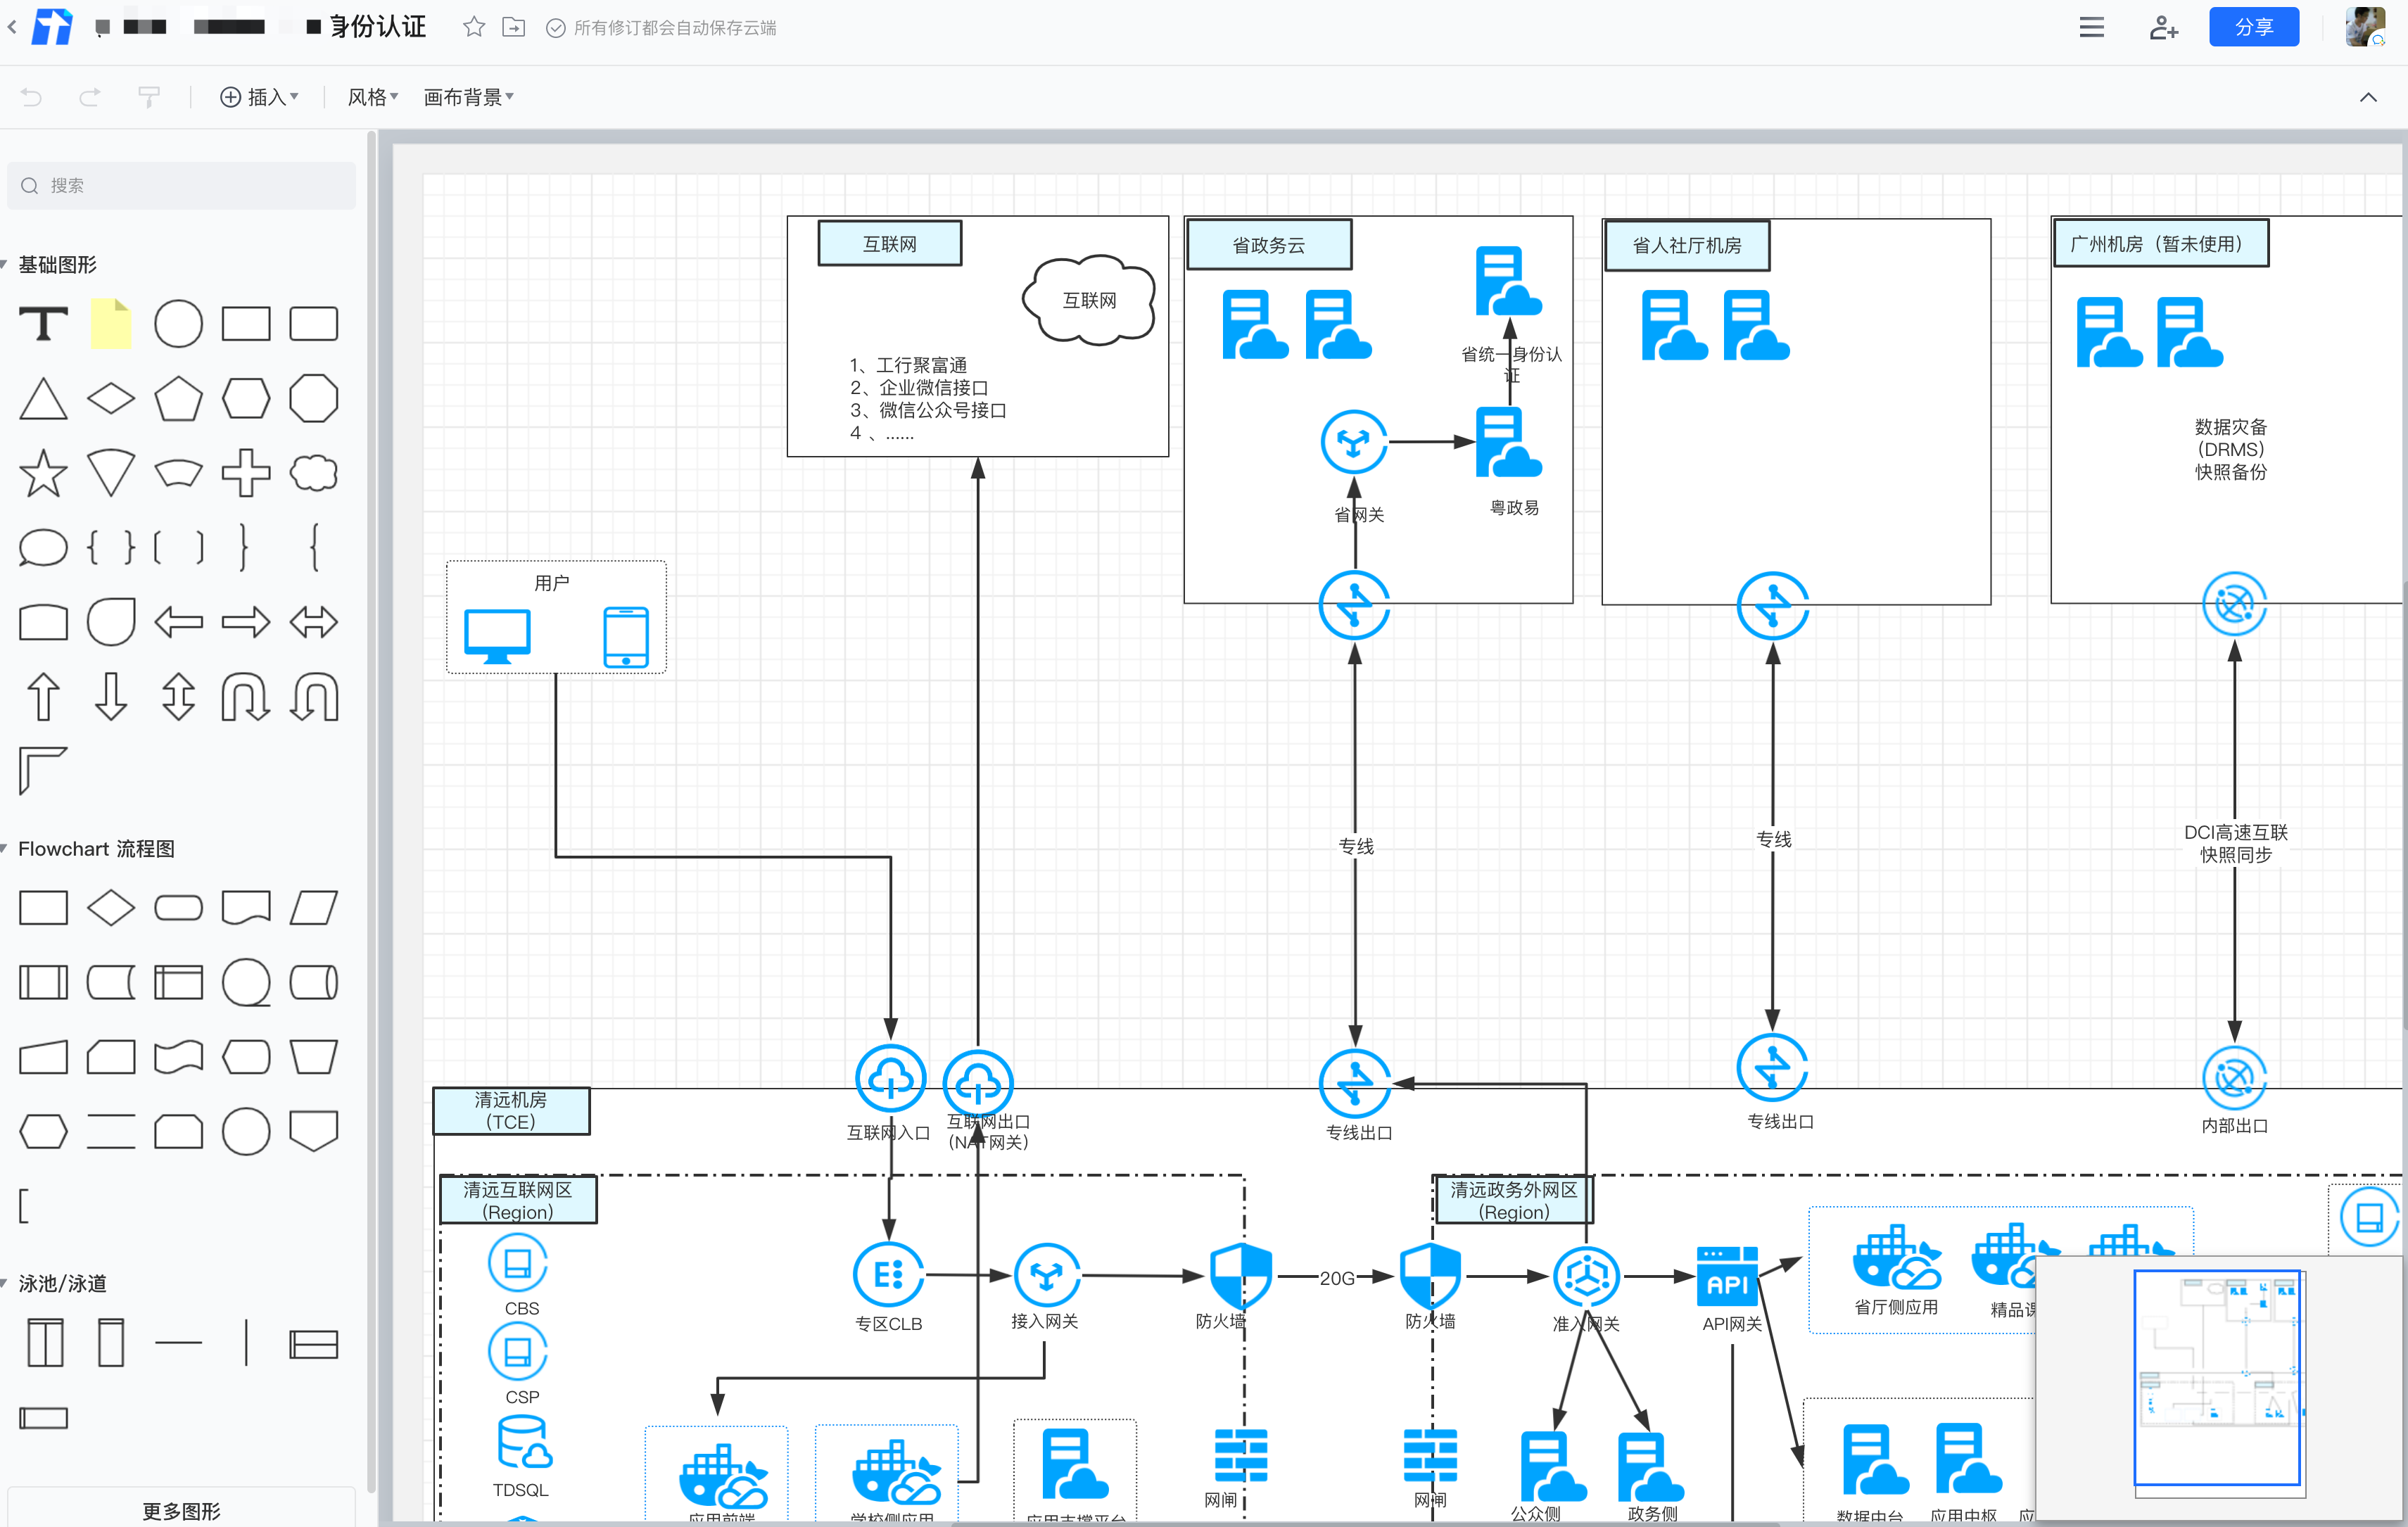 身份认证
所有修订都会自动保存云端
分享
插入
风格
画布背景
搜索
基础图形
Flowchart 流程图
泳池/泳道
更多图形
互联网
互联网
1、工行聚富通
2、企业微信接口
3、微信公众号接口
4 、......
省政务云
省统一身份认
证
省网关
粤政易
省人社厅机房
广州机房（暂未使用）
数据灾备
(DRMS)
快照备份
用户
专线
专线
DCI高速互联
快照同步
清远机房
(TCE)
互联网入口
互联网出口
(NAT网关)
专线出口
专线出口
内部出口
清远互联网区
(Region)
清远政务外网区
(Region)
CBS
CSP
TDSQL
专区CLB
接入网关
防火墙
20G
防火墙
准入网关
API
API网关
省厅侧应用
精品课
网闸
网闸
公众侧
政务侧
应用前端
学校侧应用
应用支撑平台
数据中台
应用中枢
应